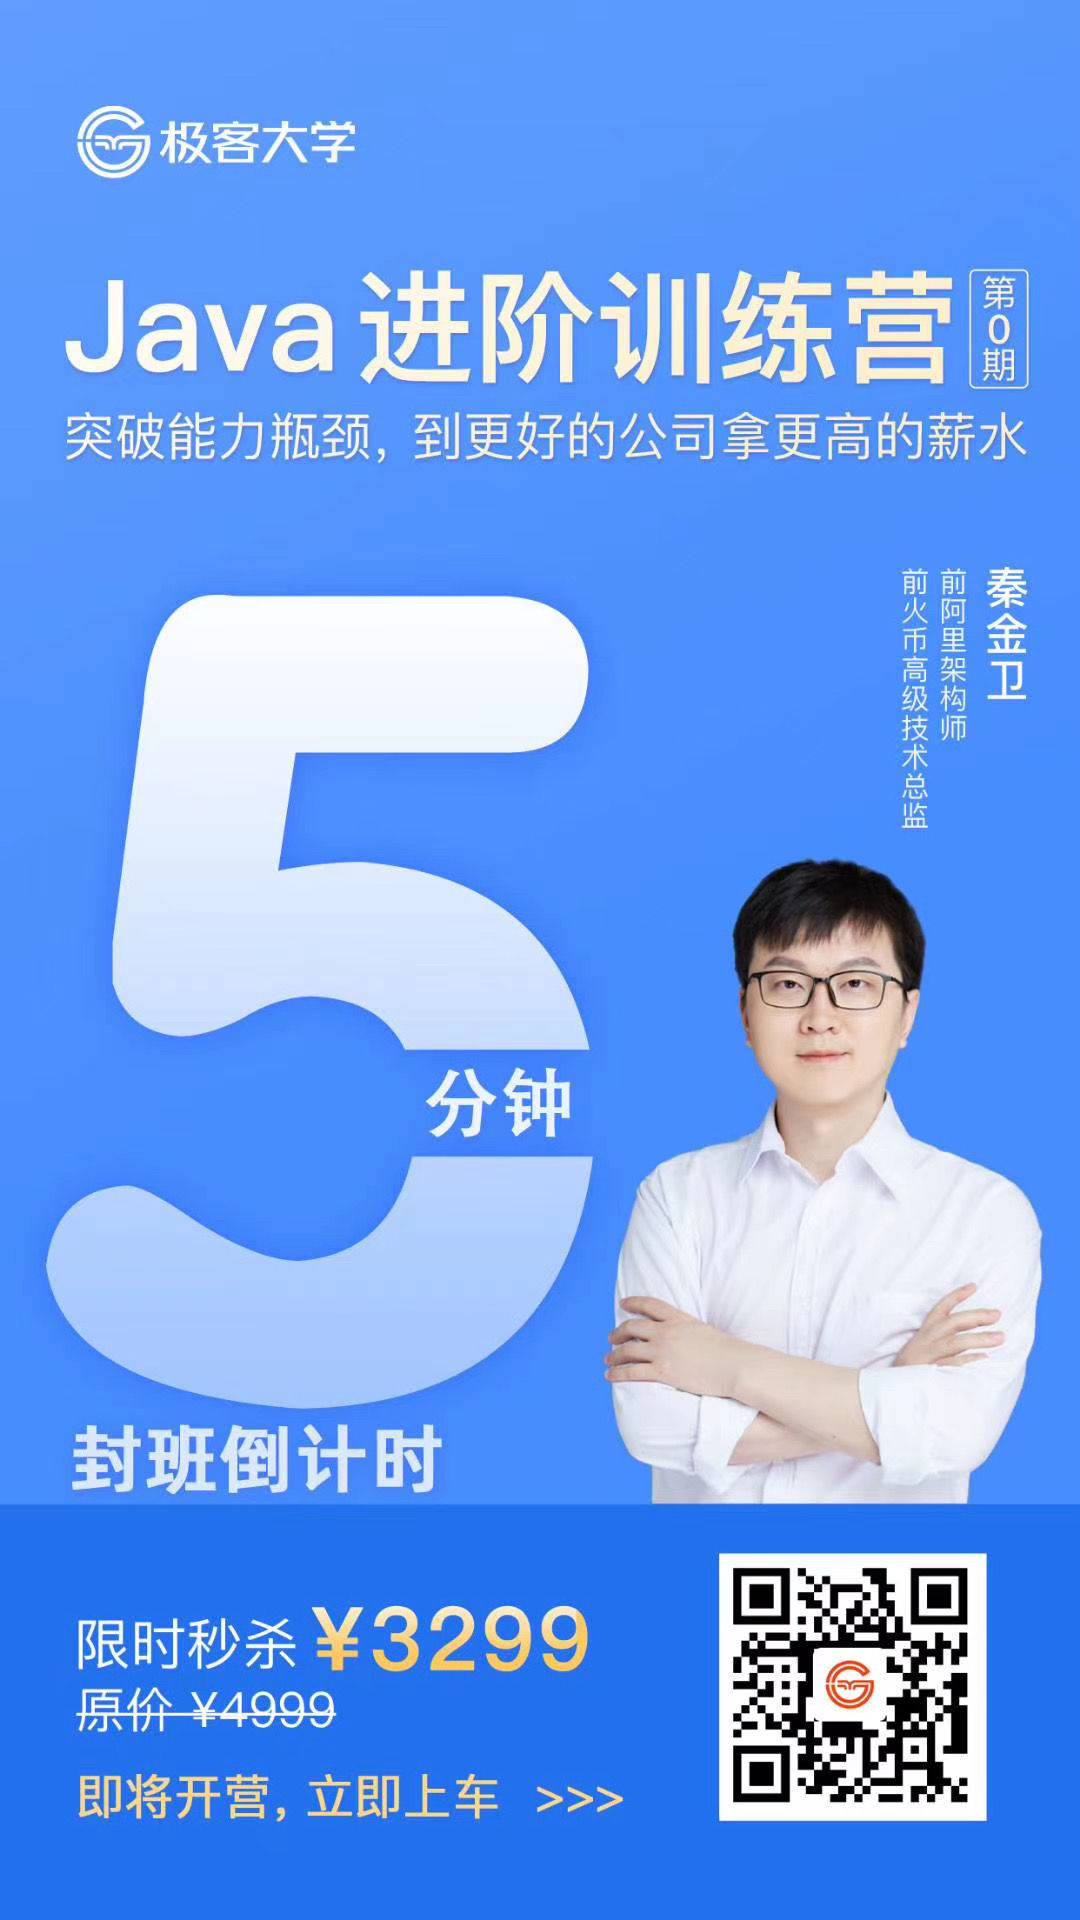 极客大学
Java 进阶训练营
第0期
突破能力瓶颈，到更好的公司拿更高的薪水
秦金卫
前阿里架构师
前火币高级技术总监
5
分钟
封班倒计时
限时秒杀 ¥3299
原价 ¥4999
即将开营，立即上车 >>>